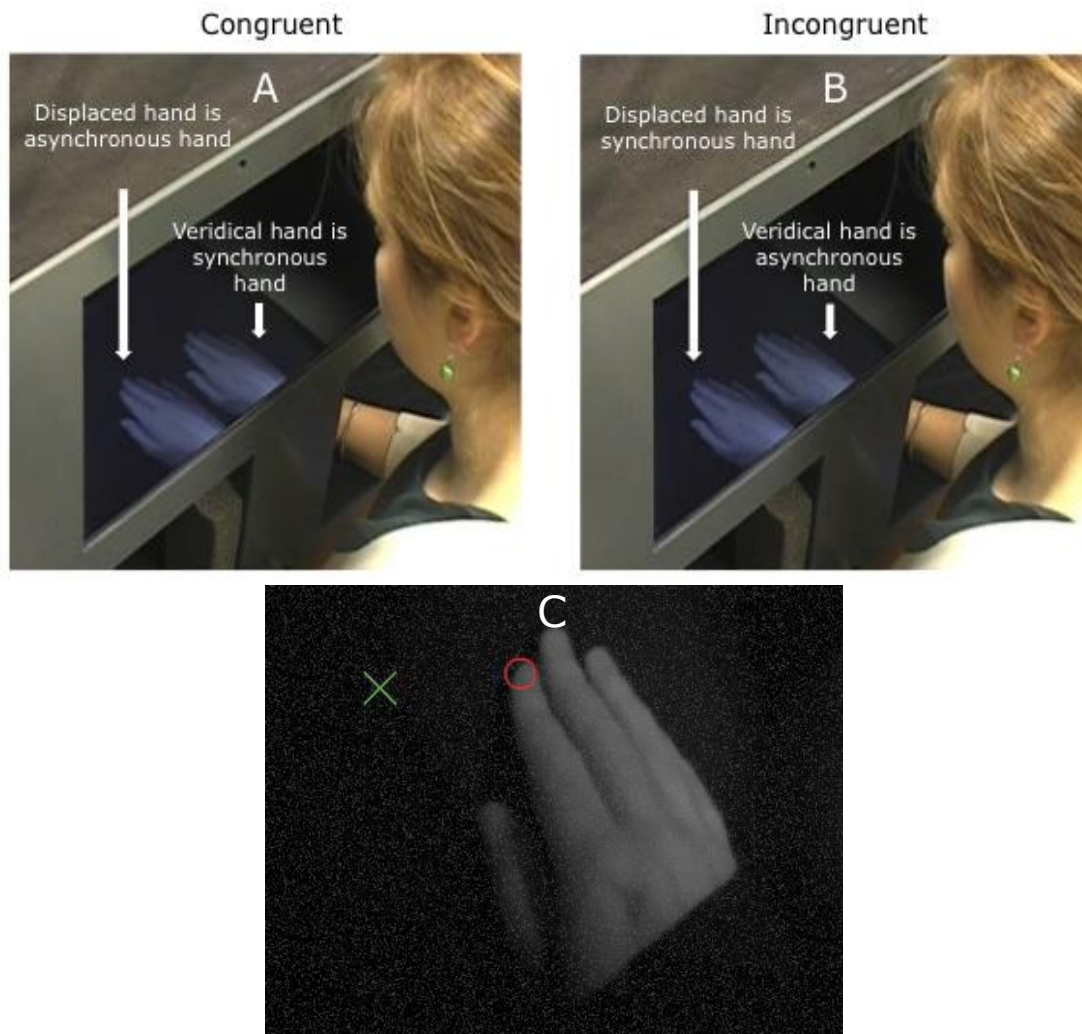 Congruent
Incongruent
A
Displaced hand is
asynchronous hand
Veridical hand is
synchronous
hand
B
Displaced hand is
synchronous hand
Veridical hand is
asynchronous
hand
C